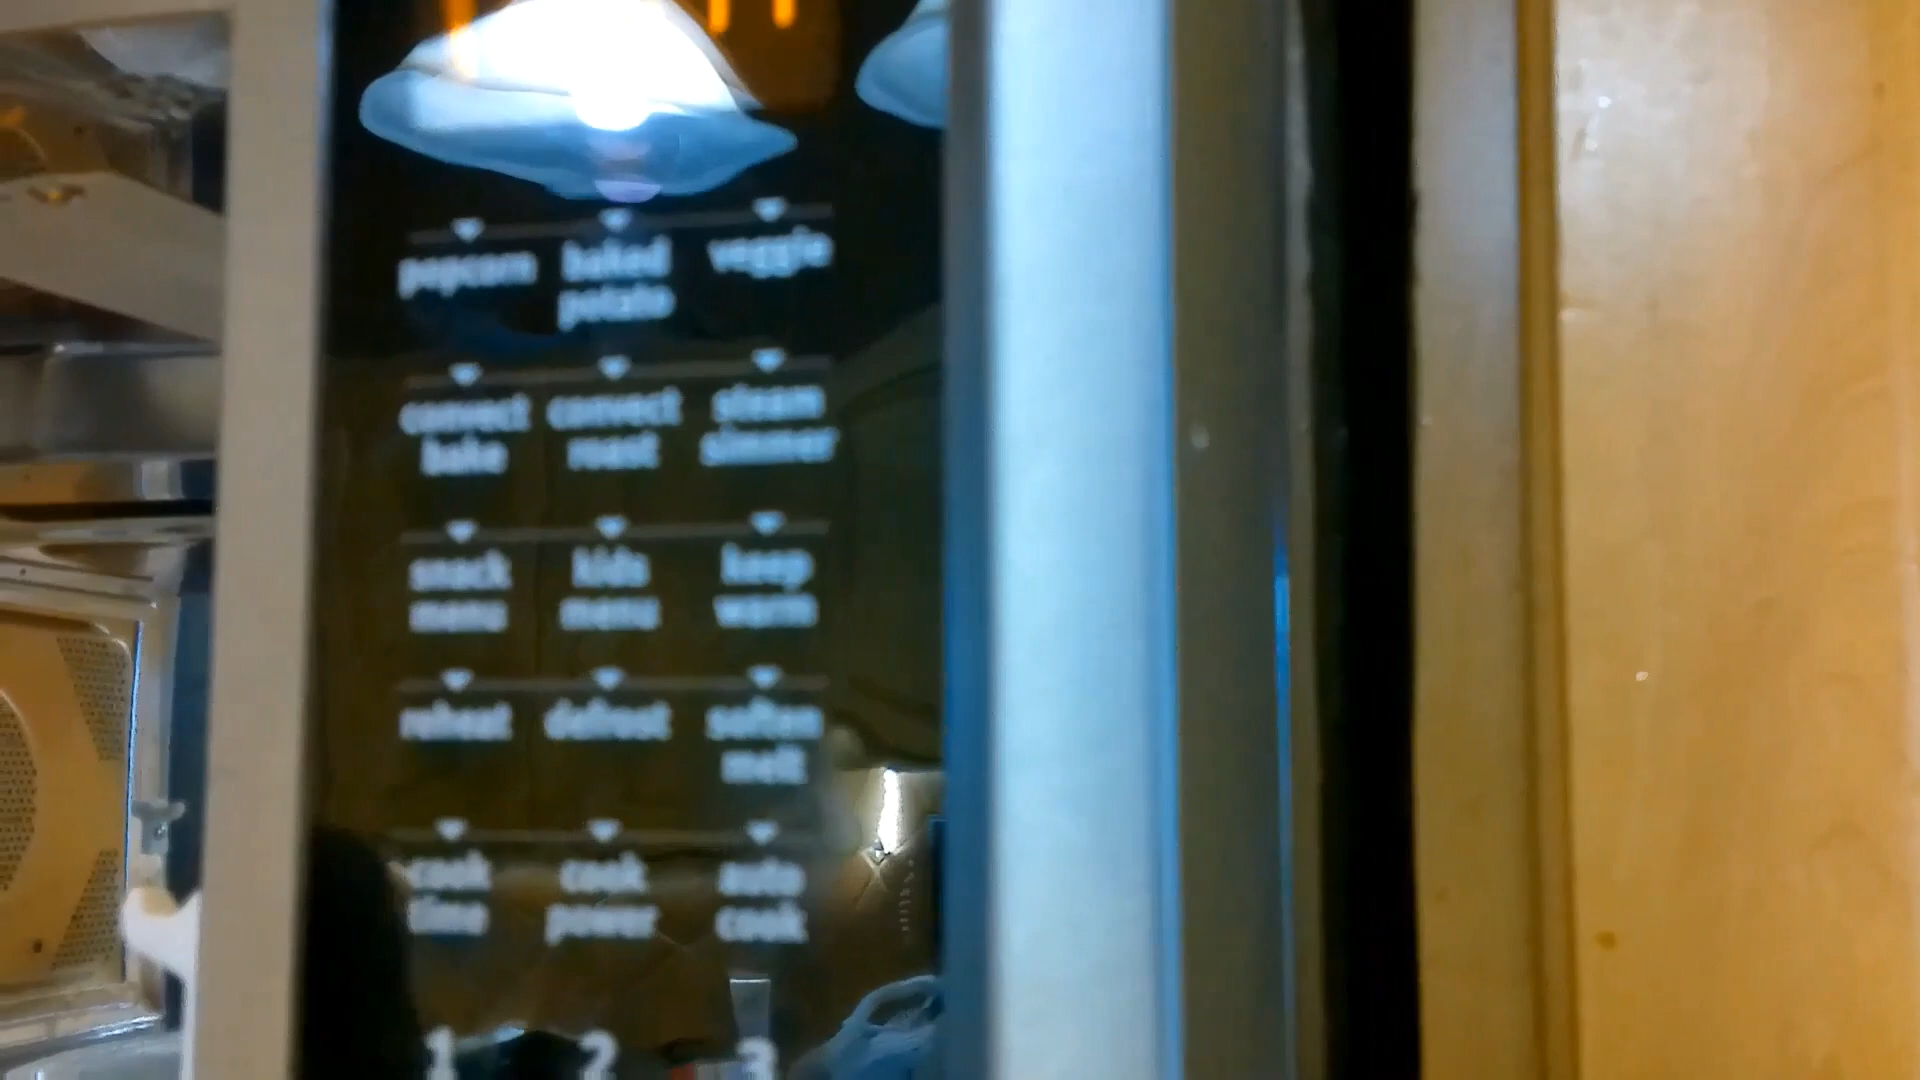 popcorn baked potato veggie
convect bake convect roast steam simmer
snack menu kids menu keep warm
reheat defrost soften melt
cook time cook power auto cook
1 2 3